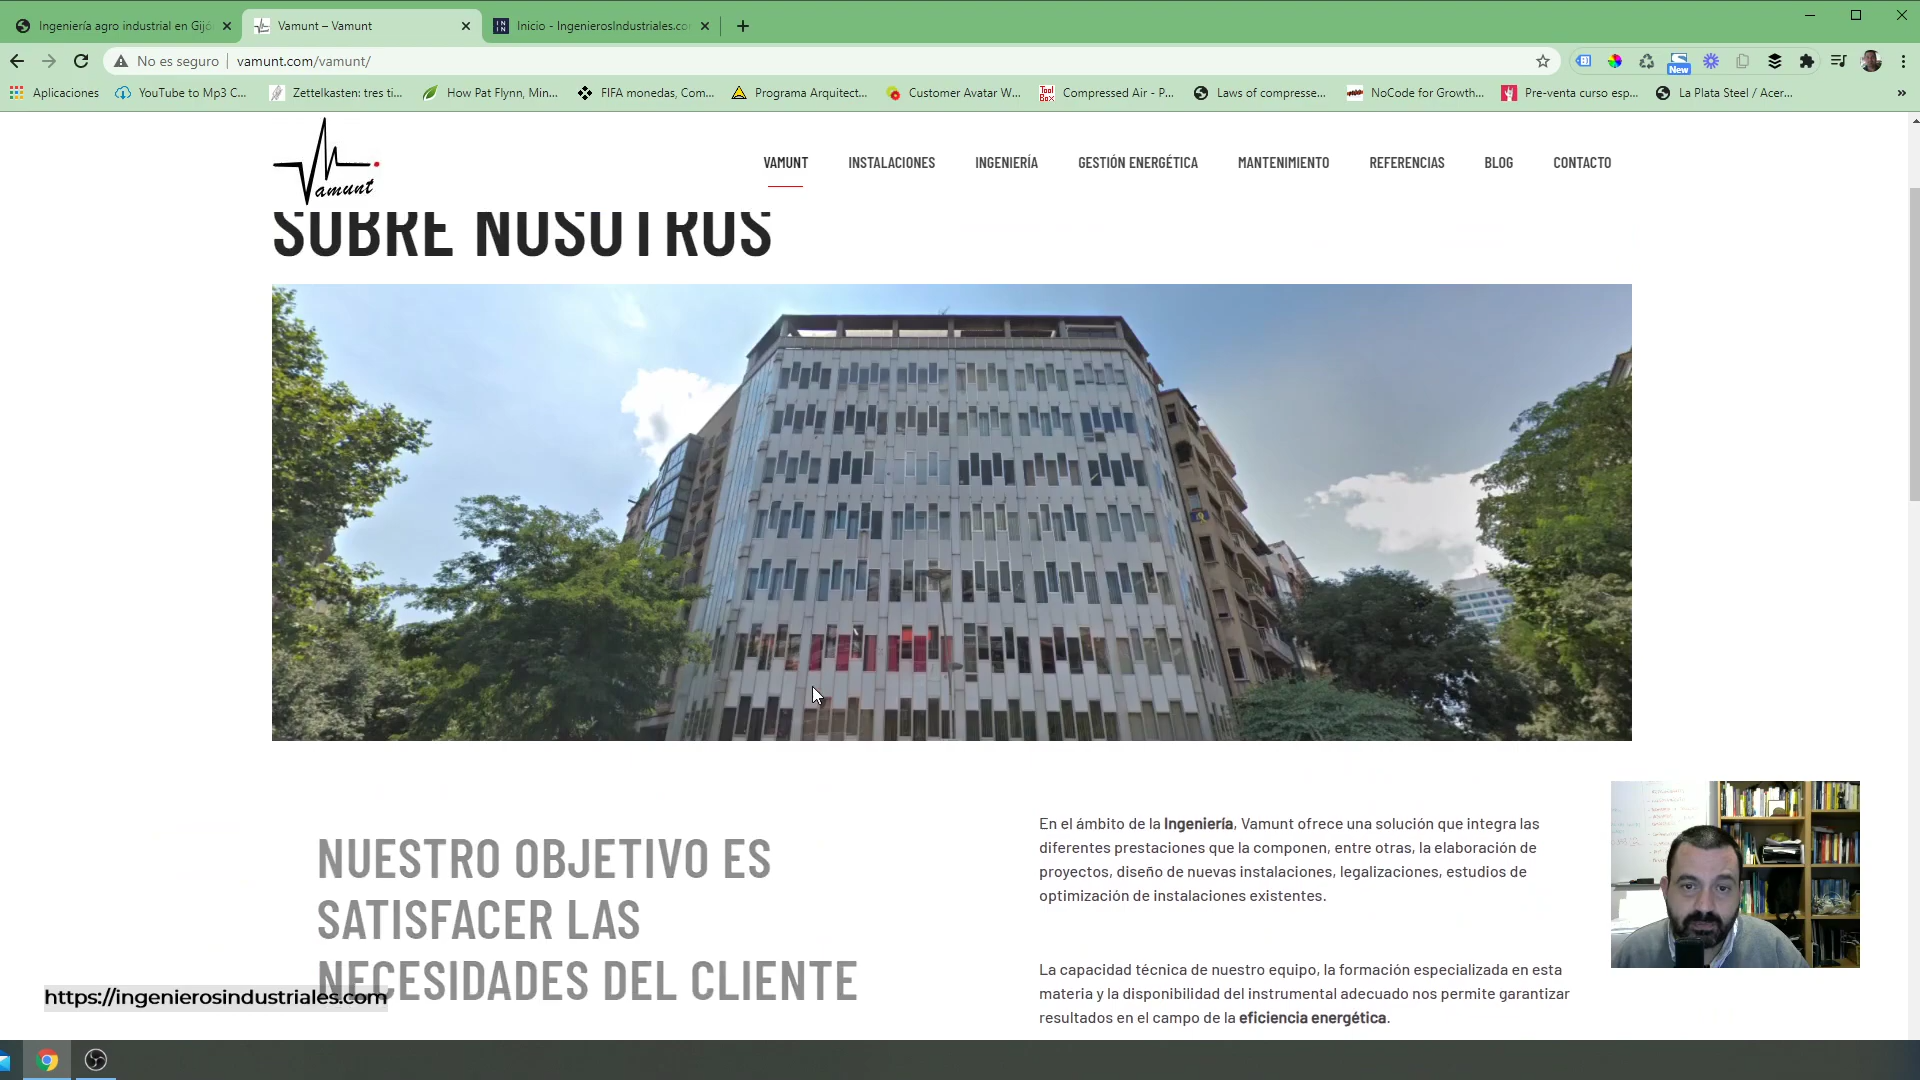 Ingeniería agro industrial en Gijó
Vamunt – Vamunt
Inicio - IngenierosIndustriales.co
No es seguro
vamunt.com/vamunt/
New
Aplicaciones
YouTube to Mp3 C...
Zettelkasten: tres ti...
How Pat Flynn, Min...
FIFA monedas, Com...
Programa Arquitect...
Customer Avatar W...
Tool Box
Compressed Air - P...
Laws of compresse...
NoCode for Growth...
Pre-venta curso esp...
La Plata Steel / Acer...
Vamunt
VAMUNT
INSTALACIONES
INGENIERÍA
GESTIÓN ENERGÉTICA
MANTENIMIENTO
REFERENCIAS
BLOG
CONTACTO
SOBRE NOSOTROS
NUESTRO OBJETIVO ES
SATISFACER LAS
NECESIDADES DEL CLIENTE
En el ámbito de la Ingeniería, Vamunt ofrece una solución que integra las
diferentes prestaciones que la componen, entre otras, la elaboración de
proyectos, diseño de nuevas instalaciones, legalizaciones, estudios de
optimización de instalaciones existentes.
La capacidad técnica de nuestro equipo, la formación especializada en esta
materia y la disponibilidad del instrumental adecuado nos permite garantizar
resultados en el campo de la eficiencia energética.
https://ingenierosindustriales.com